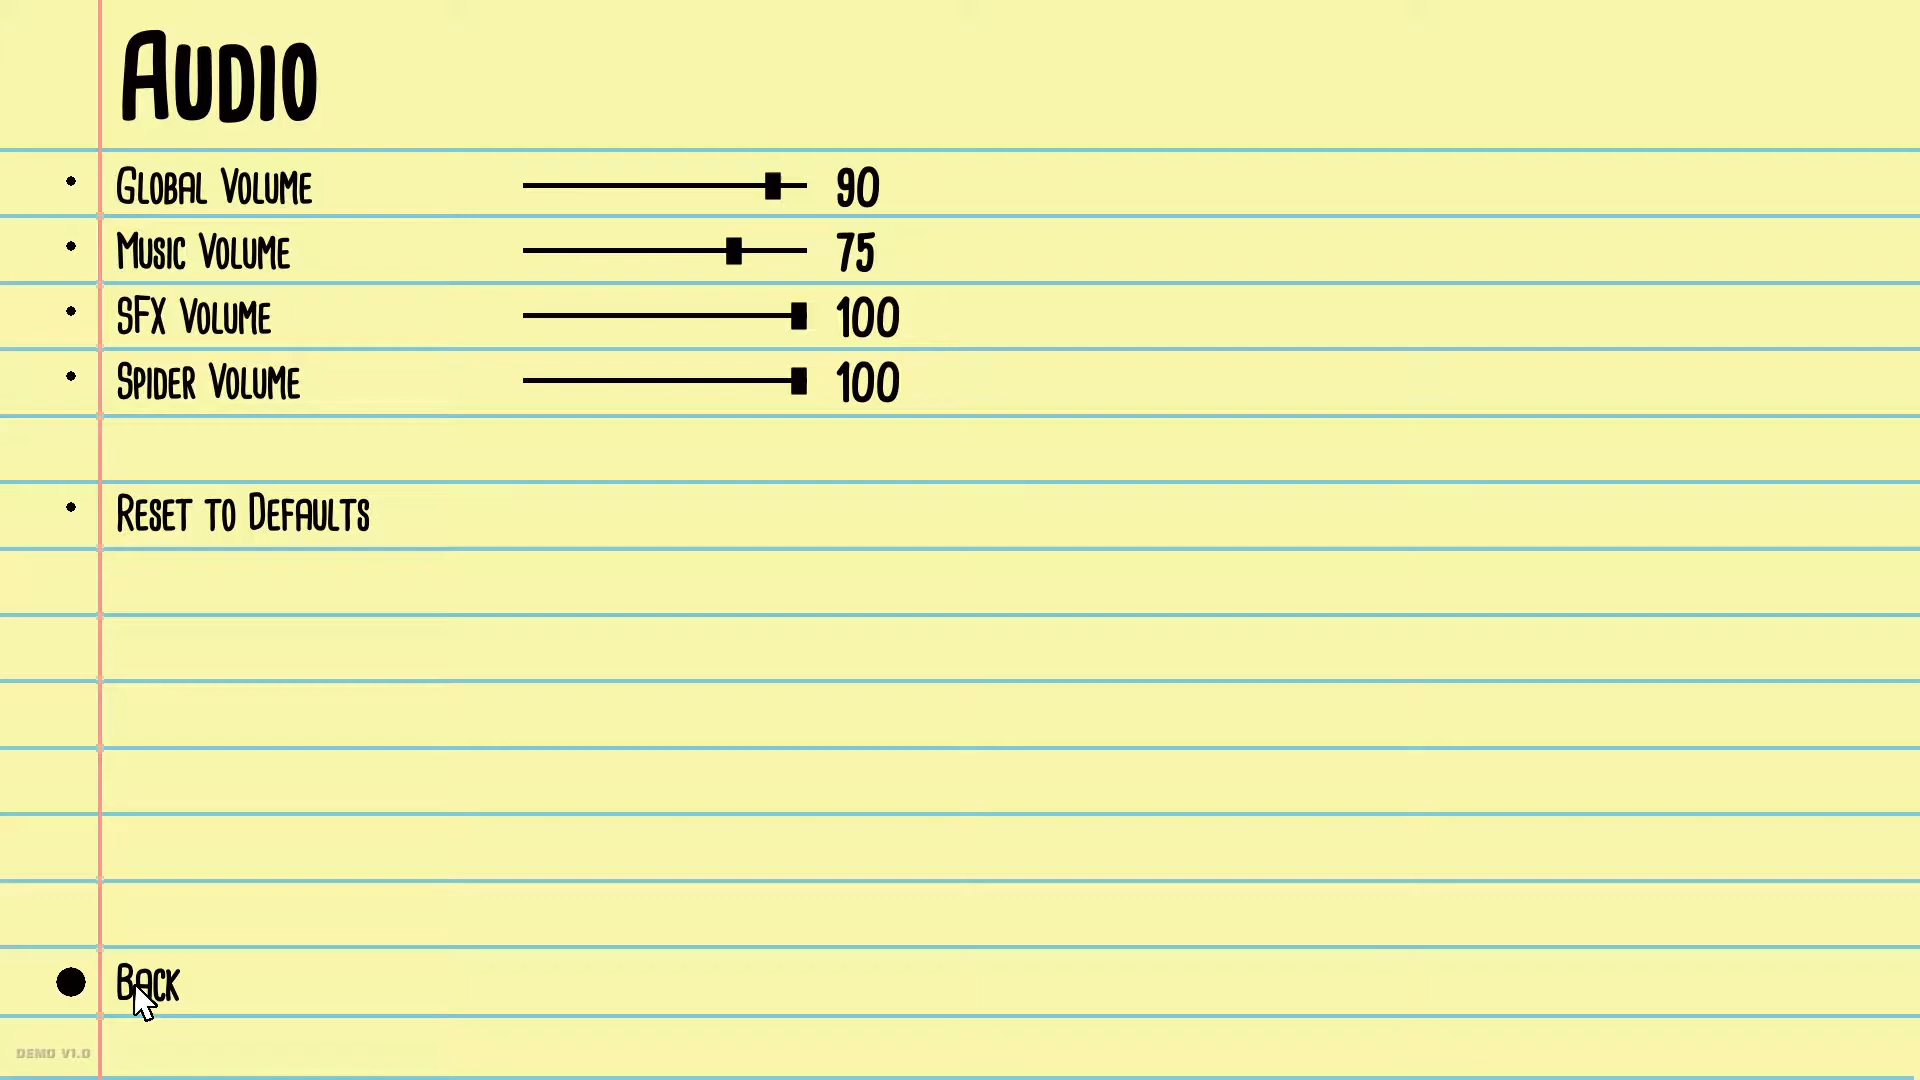 Audio
Global Volume 90
Music Volume 75
SFX Volume 100
Spider Volume 100
Reset to Defaults
Back
DEMO V1.0